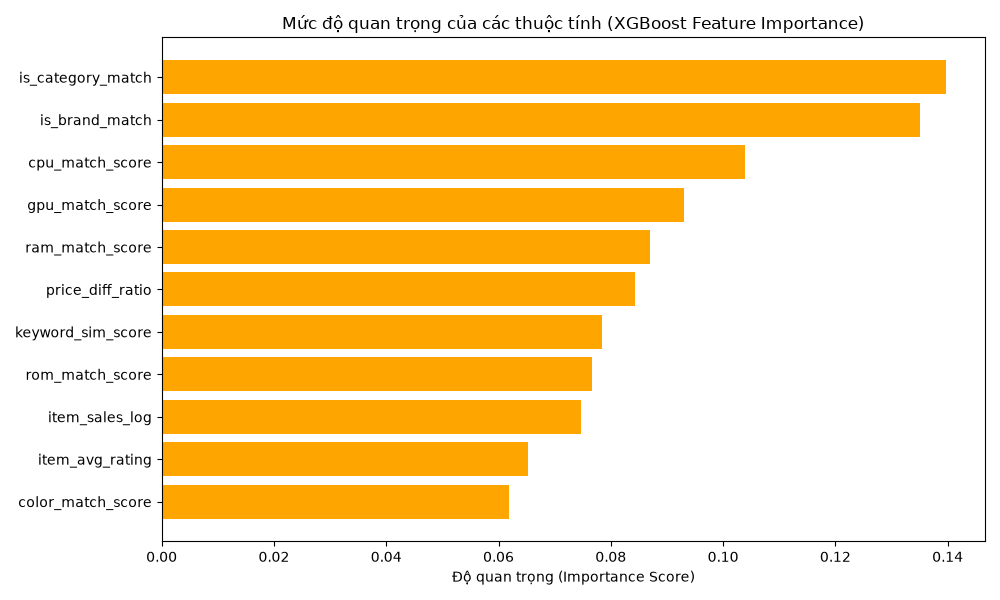 Mức độ quan trọng của các thuộc tính (XGBoost Feature Importance)
is_category_match
is_brand_match
cpu_match_score
gpu_match_score
ram_match_score
price_diff_ratio
keyword_sim_score
rom_match_score
item_sales_log
item_avg_rating
color_match_score
0.00 0.02 0.04 0.06 0.08 0.10 0.12 0.14
Độ quan trọng (Importance Score)